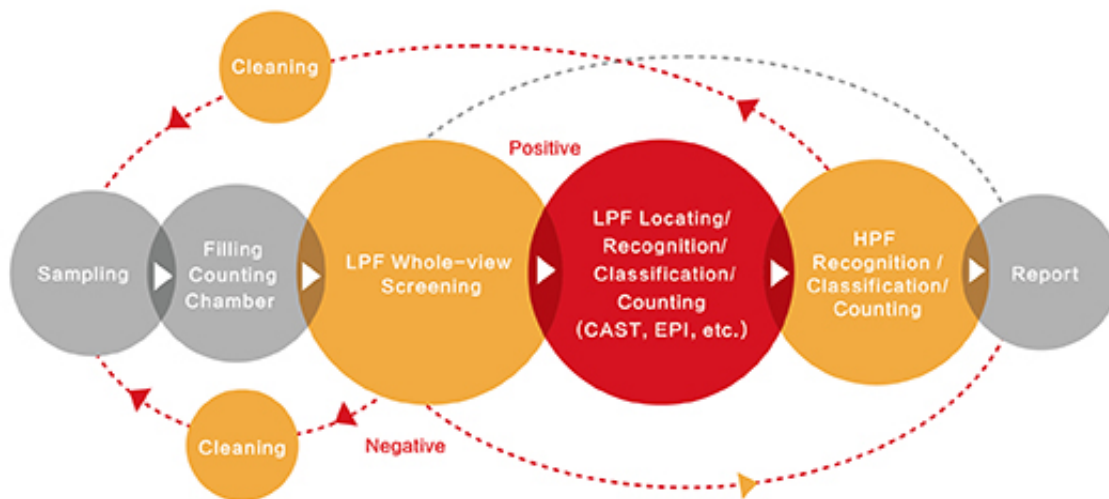 Cleaning
Positive
Sampling
Filling
Counting
Chamber
LPF Whole-view
Screening
LPF Locating/
Recognition/
Classification/
Counting
(CAST, EPI, etc.)
HPF
Recognition /
Classification/
Counting
Report
Cleaning
Negative